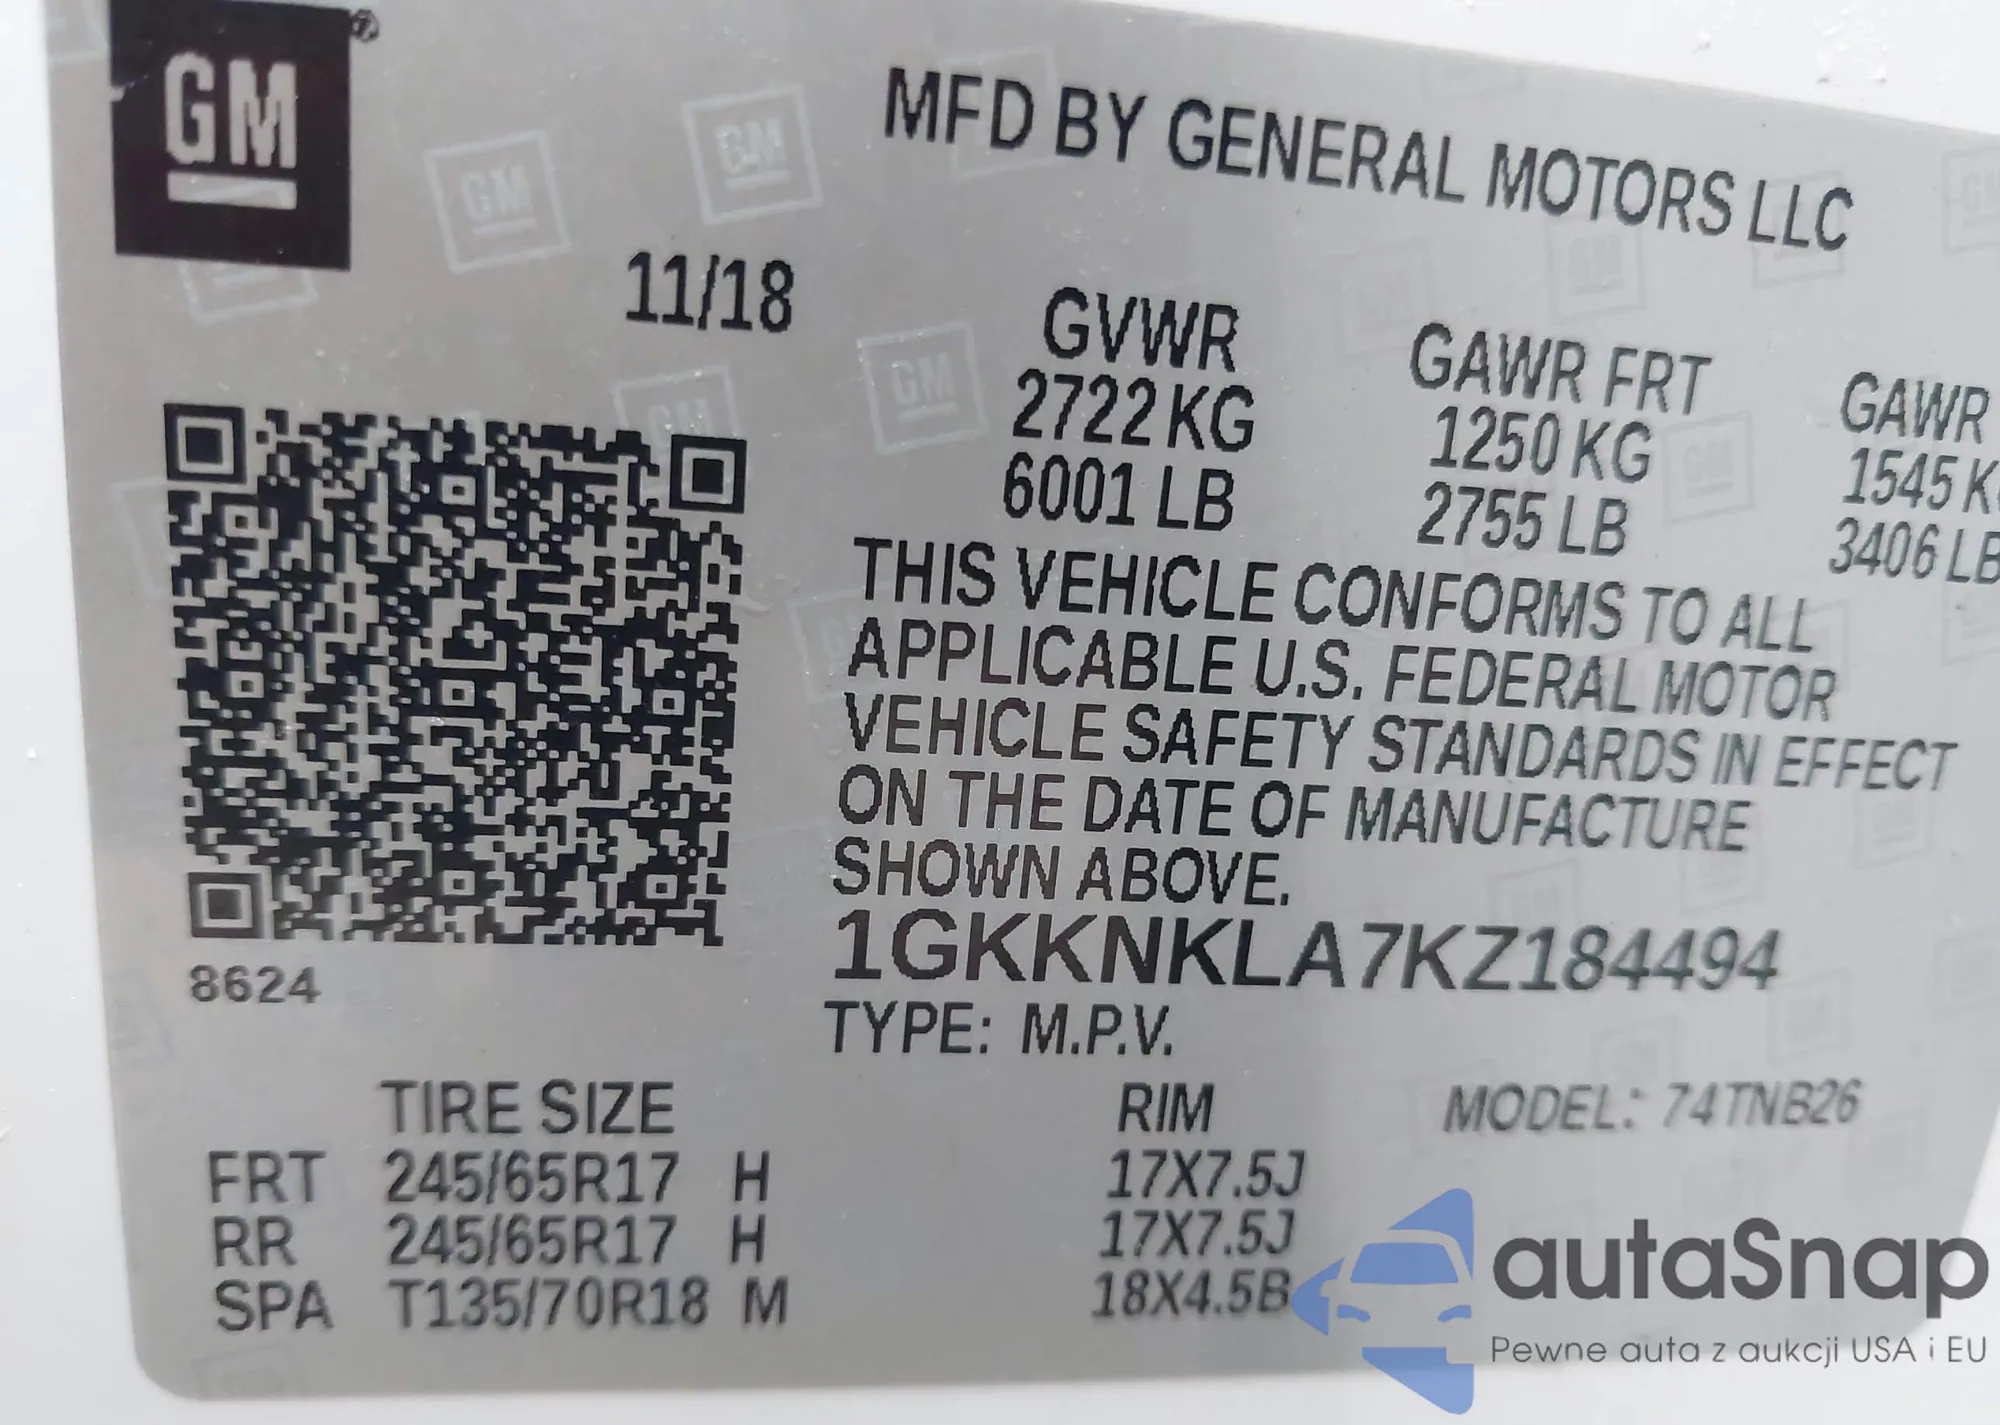 GM
MFD BY GENERAL MOTORS LLC
11/18
GVWR GAWR FRT GAWR
2722 KG 1250 KG 1545 K
6001 LB 2755 LB 3406 LB
THIS VEHICLE CONFORMS TO ALL
APPLICABLE U.S. FEDERAL MOTOR
VEHICLE SAFETY STANDARDS IN EFFECT
ON THE DATE OF MANUFACTURE
SHOWN ABOVE.
1GKKNKLA7KZ184494
8624
TYPE: M.P.V.
TIRE SIZE RIM MODEL: 74TNB26
FRT 245/65R17 H 17X7.5J
RR 245/65R17 H 17X7.5J
SPA T135/70R18 M 18X4.5B
autaSnap
Pewne auta z aukcji USA i EU